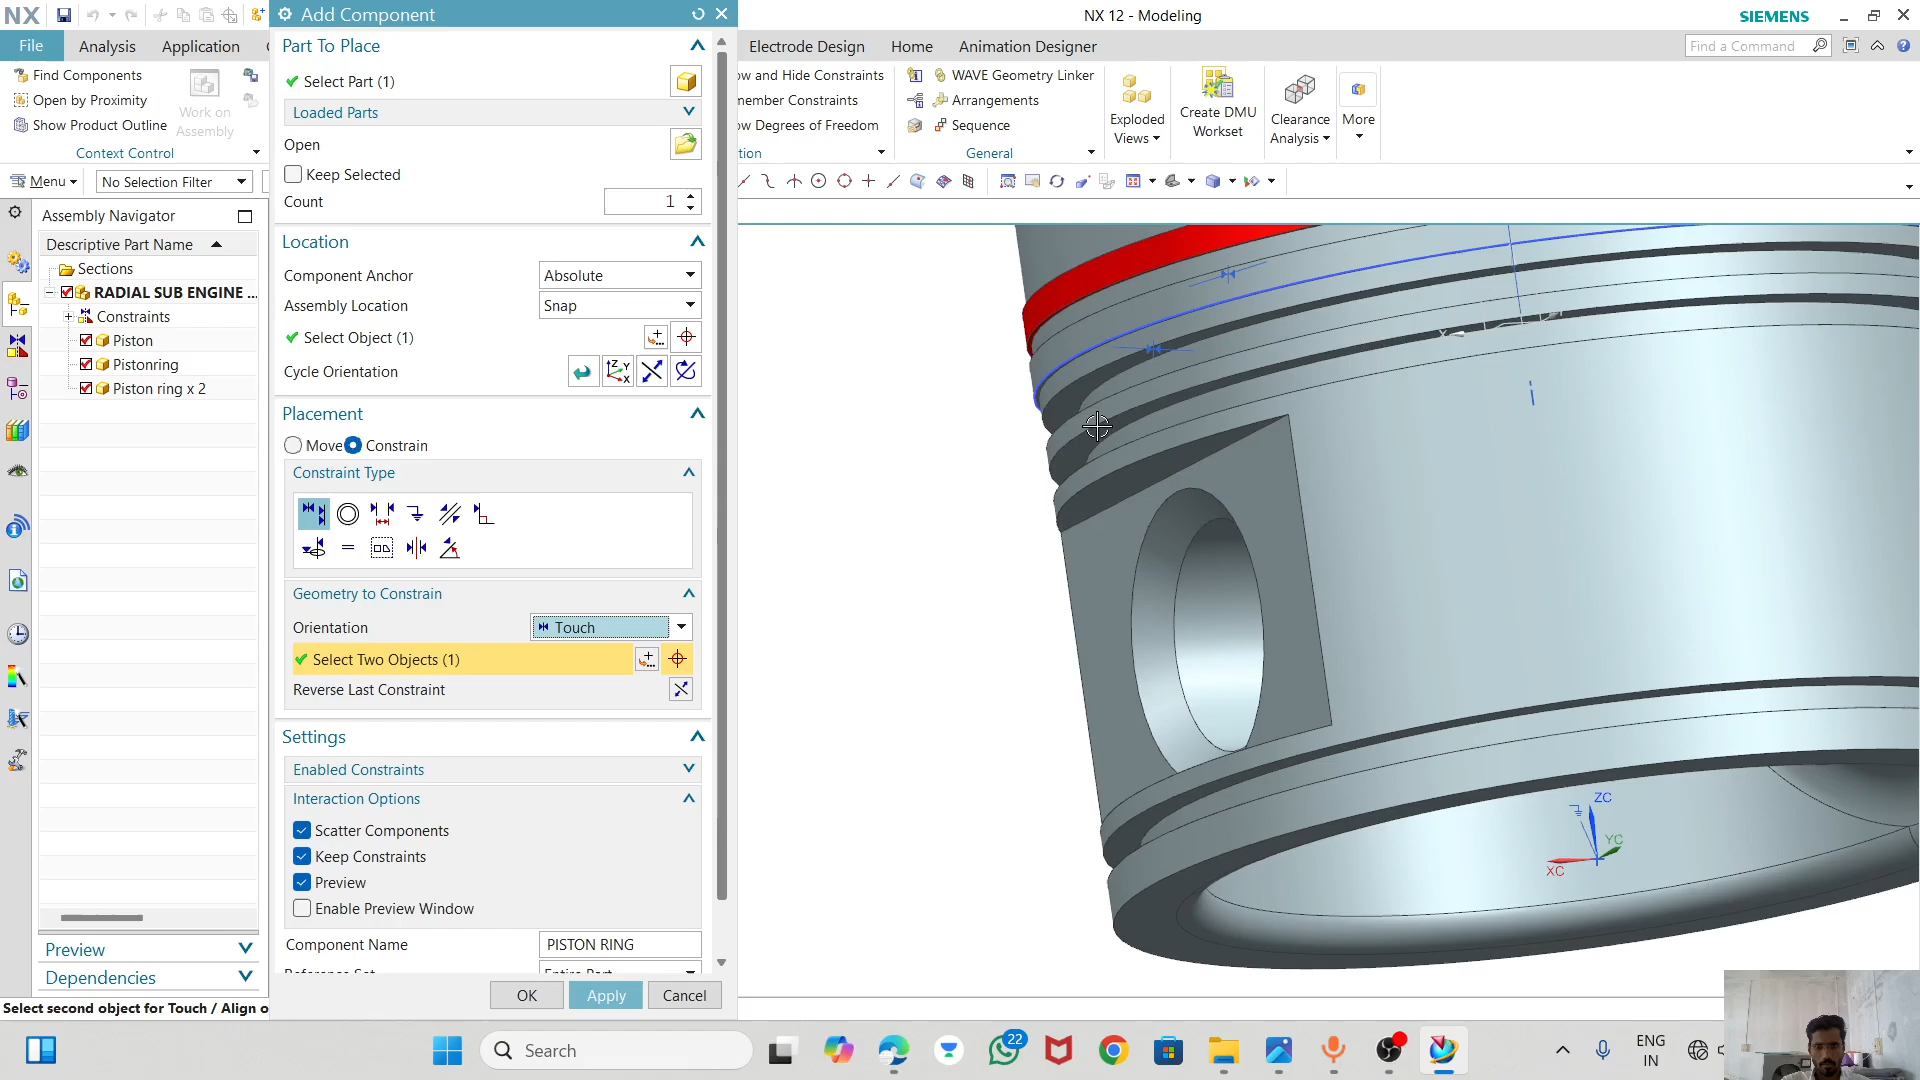 NX
Add Component
NX 12 - Modeling
SIEMENS
File
Analysis
Application
Electrode Design
Home
Animation Designer
Find a Command
Find Components
Open by Proximity
Show Product Outline
Work on
Assembly
Context Control
ow and Hide Constraints
member Constraints
ow Degrees of Freedom
tion
WAVE Geometry Linker
Arrangements
Sequence
General
Exploded
Views
Create DMU
Workset
Clearance
Analysis
More
Menu
No Selection Filter
Assembly Navigator
Descriptive Part Name
Sections
RADIAL SUB ENGINE ...
Constraints
Piston
Pistonring
Piston ring x 2
Preview
Dependencies
Select second object for Touch / Align o
Part To Place
Select Part (1)
Loaded Parts
Open
Keep Selected
Count
1
Location
Component Anchor
Absolute
Assembly Location
Snap
Select Object (1)
Cycle Orientation
Placement
Move
Constrain
Constraint Type
Geometry to Constrain
Orientation
Touch
Select Two Objects (1)
Reverse Last Constraint
Settings
Enabled Constraints
Interaction Options
Scatter Components
Keep Constraints
Preview
Enable Preview Window
Component Name
PISTON RING
Reference Set
Entire Part
OK
Apply
Cancel
X
ZC
YC
XC
Search
22
ENG
IN